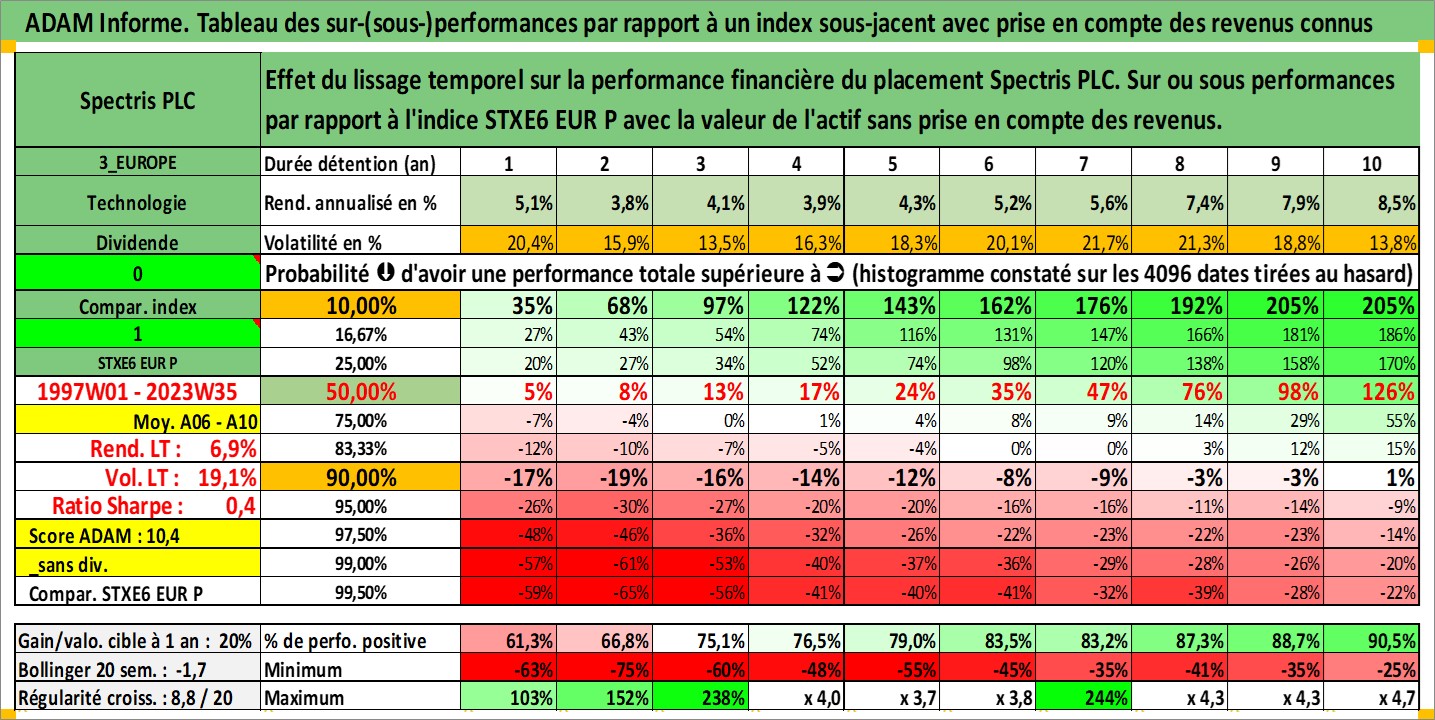 ADAM Informe. Tableau des sur-(sous-)performances par rapport à un index sous-jacent avec prise en compte des revenus connus
Spectris PLC
Effet du lissage temporel sur la performance financière du placement Spectris PLC. Sur ou sous performances
par rapport à l'indice STXE6 EUR P avec la valeur de l'actif sans prise en compte des revenus.
3_EUROPE Durée détention (an) 1 2 3 4 5 6 7 8 9 10
Technologie Rend. annualisé en % 5,1% 3,8% 4,1% 3,9% 4,3% 5,2% 5,6% 7,4% 7,9% 8,5%
Dividende Volatilité en % 20,4% 15,9% 13,5% 16,3% 18,3% 20,1% 21,7% 21,3% 18,8% 13,8%
0 Probabilité d'avoir une performance totale supérieure à (histogramme constaté sur les 4096 dates tirées au hasard)
Compar. index 10,00% 35% 68% 97% 122% 143% 162% 176% 192% 205% 205%
1 16,67% 27% 43% 54% 74% 116% 131% 147% 166% 181% 186%
STXE6 EUR P 25,00% 20% 27% 34% 52% 74% 98% 120% 138% 158% 170%
1997W01 - 2023W35 50,00% 5% 8% 13% 17% 24% 35% 47% 76% 98% 126%
Moy. A06 - A10 75,00% -7% -4% 0% 1% 4% 8% 9% 14% 29% 55%
Rend. LT : 6,9% 83,33% -12% -10% -7% -5% -4% 0% 0% 3% 12% 15%
Vol. LT : 19,1% 90,00% -17% -19% -16% -14% -12% -8% -9% -3% -3% 1%
Ratio Sharpe : 0,4 95,00% -26% -30% -27% -20% -20% -16% -16% -11% -14% -9%
Score ADAM : 10,4 97,50% -48% -46% -36% -32% -26% -22% -23% -22% -23% -14%
_sans div. 99,00% -57% -61% -53% -40% -37% -36% -29% -28% -26% -20%
Compar. STXE6 EUR P 99,50% -59% -65% -56% -41% -40% -41% -32% -39% -28% -22%
Gain/valo. cible à 1 an : 20% % de perfo. positive 61,3% 66,8% 75,1% 76,5% 79,0% 83,5% 83,2% 87,3% 88,7% 90,5%
Bollinger 20 sem. : -1,7 Minimum -63% -75% -60% -48% -55% -45% -35% -41% -35% -25%
Régularité croiss. : 8,8 / 20 Maximum 103% 152% 238% x 4,0 x 3,7 x 3,8 244% x 4,3 x 4,3 x 4,7